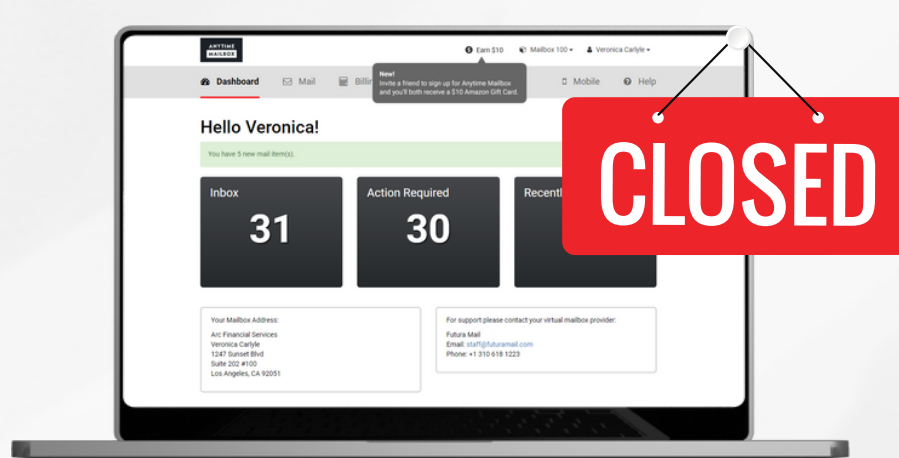 ANYTIME
MAILBOX
Earn $10
Mailbox 100
Veronica Carlyle
Dashboard
Mail
Billin
Mobile
Help
New!
Invite a friend to sign up for Anytime Mailbox
and you'll both receive a $10 Amazon Gift Card.
Hello Veronica!
You have 5 new mail item(s).
Inbox
31
Action Required
30
Recent
CLOSED
Your Mailbox Address:
Arc Financial Services
Veronica Carlyle
1247 Sunset Blvd
Suite 202 #100
Los Angeles, CA 92051
For support please contact your virtual mailbox provider:
Futura Mail
Email: staff@futuramail.com
Phone: +1 310 618 1223